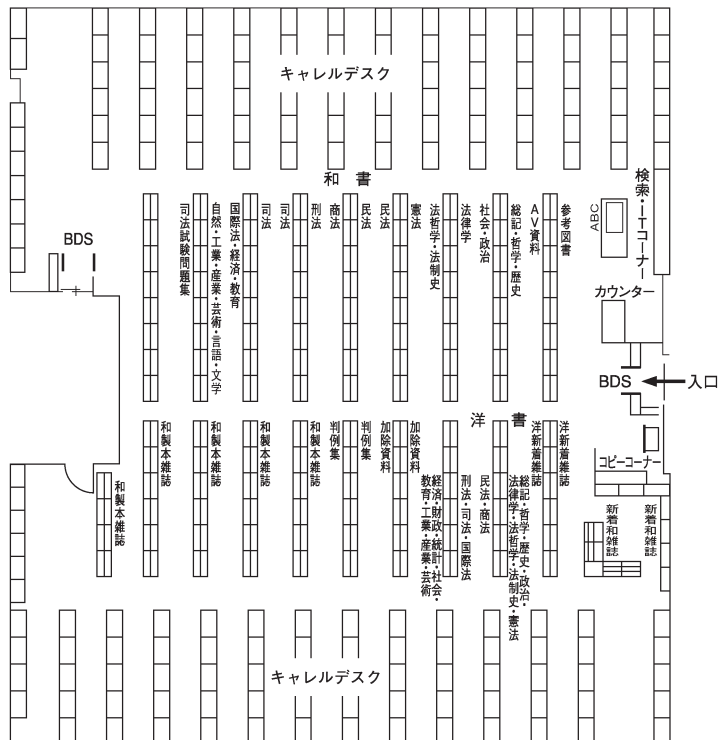 キャレルデスク
和書
検索・ITコーナー
ABC
参考図書
AV資料
総記・哲学・歴史
社会・政治
法律学
法哲学・法制史
憲法
民法
民法
商法
刑法
司法
司法
国際法・経済・教育
自然・工業・産業・芸術・言語・文学
司法試験問題集
BDS
カウンター
BDS
入口
洋書
コピーコーナー
洋新着雑誌
洋新着雑誌
総記・哲学・歴史・政治・
法律学・法哲学・法制史・憲法
民法・商法
刑法・司法・国際法
経済・財政・統計・社会・
教育・工業・産業・芸術
加除資料
加除資料
判例集
判例集
和製本雑誌
和製本雑誌
和製本雑誌
和製本雑誌
和製本雑誌
新着和雑誌
新着和雑誌
キャレルデスク